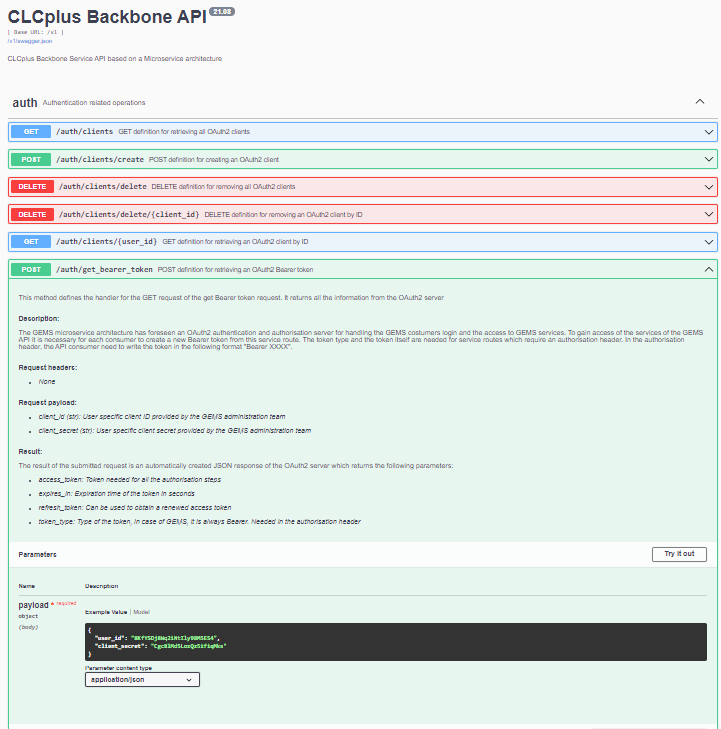 CLCplus Backbone API 21.08
[ Base URL: /v1 ]
/v1/swagger.json
CLCplus Backbone Service API based on a Microservice architecture
auth Authentication related operations
GET /auth/clients GET definition for retrieving all OAuth2 clients
POST /auth/clients/create POST definition for creating an OAuth2 client
DELETE /auth/clients/delete DELETE definition for removing all OAuth2 clients
DELETE /auth/clients/delete/{client_id} DELETE definition for removing an OAuth2 client by ID
GET /auth/clients/{user_id} GET definition for retrieving an OAuth2 client by ID
POST /auth/get_bearer_token POST definition for retrieving an OAuth2 Bearer token
This method defines the handler for the GET request of the get Bearer token request. It returns all the information from the OAuth2 server
Description:
The GEMS microservice architecture has foreseen an OAuth2 authentication and authorisation server for handling the GEMS costumers login and the access to GEMS services. To gain access of the services of the GEMS
API it is necessary for each consumer to create a new Bearer token from this service route. The token type and the token itself are needed for service routes which require an authorisation header. In the authorisation
header, the API consumer need to write the token in the following format "Bearer XXXX".
Request headers:
None
Request payload:
client_id (str): User specific client ID provided by the GEMS administration team
client_secret (str): User specific client secret provided by the GEMS administration team
Result:
The result of the submitted request is an automatically created JSON response of the OAuth2 server which returns the following parameters:
access_token: Token needed for all the authorisation steps
expires_in: Expiration time of the token in seconds
refresh_token: Can be used to obtain a renewed access token
token_type: Type of the token, in case of GEMS, it is always Bearer. Needed in the authorisation header
Parameters
Try it out
Name Description
payload * required
object
(body)
Example Value | Model
{
"user_id":
"client_secret":
}
Parameter content type
application/json